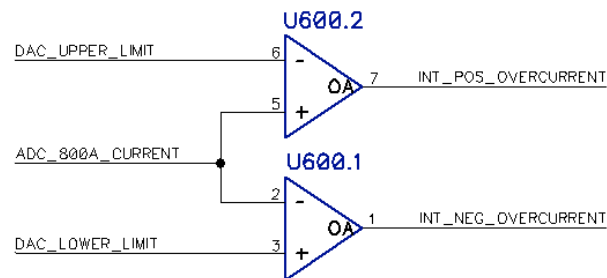 U600.2
DAC_UPPER_LIMIT 6 -
OA 7 INT_POS_OVERCURRENT
5 +
ADC_800A_CURRENT
U600.1
2 -
OA 1 INT_NEG_OVERCURRENT
DAC_LOWER_LIMIT 3 +